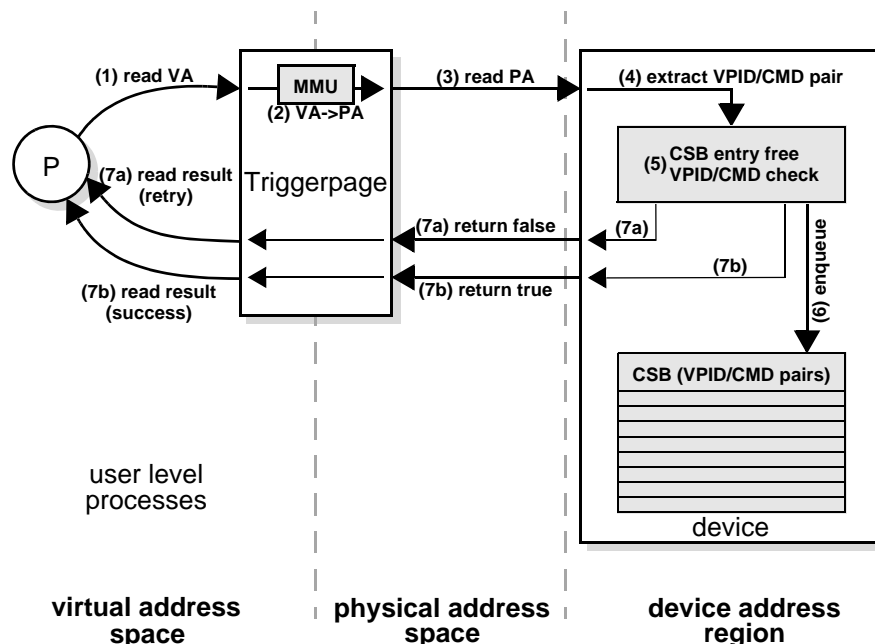 (1) read VA
MMU
(2) VA->PA
(3) read PA
(4) extract VPID/CMD pair
P
(5) CSB entry free
VPID/CMD check
(7a) read result
(retry)
Triggerpage
(7a) return false
(7a)
(7b)
(7b) return true
(7b) read result
(success)
(6) enqueue
CSB (VPID/CMD pairs)
user level
processes
device
virtual address
space
physical address
space
device address
region